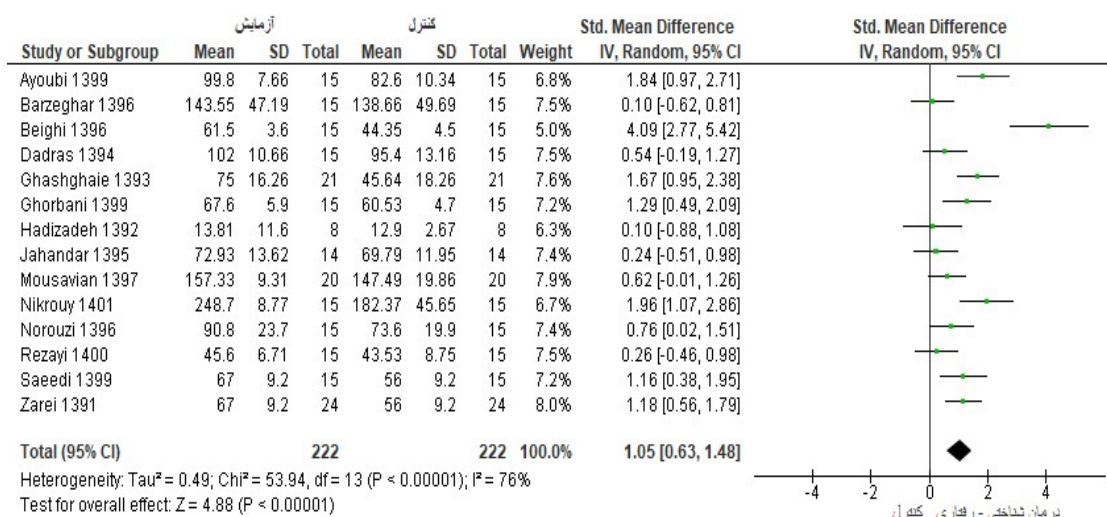 آزمایش کنترل Std. Mean Difference Std. Mean Difference
Study or Subgroup Mean SD Total Mean SD Total Weight IV, Random, 95% CI IV, Random, 95% CI
Ayoubi 1399 99.8 7.66 15 82.6 10.34 15 6.8% 1.84 [0.97, 2.71]
Barzeghar 1396 143.55 47.19 15 138.66 49.69 15 7.5% 0.10 [-0.62, 0.81]
Beighi 1396 61.5 3.6 15 44.35 4.5 15 5.0% 4.09 [2.77, 5.42]
Dadras 1394 102 10.66 15 95.4 13.16 15 7.5% 0.54 [-0.19, 1.27]
Ghashghaie 1393 75 16.26 21 45.64 18.26 21 7.6% 1.67 [0.95, 2.38]
Ghorbani 1399 67.6 5.9 15 60.53 4.7 15 7.2% 1.29 [0.49, 2.09]
Hadizadeh 1392 13.81 11.6 8 12.9 2.67 8 6.3% 0.10 [-0.88, 1.08]
Jahandar 1395 72.93 13.62 14 69.79 11.95 14 7.4% 0.24 [-0.51, 0.98]
Mousavian 1397 157.33 9.31 20 147.49 19.86 20 7.9% 0.62 [-0.01, 1.26]
Nikrouy 1401 248.7 8.77 15 182.37 45.65 15 6.7% 1.96 [1.07, 2.86]
Norouzi 1396 90.8 23.7 15 73.6 19.9 15 7.4% 0.76 [0.02, 1.51]
Rezayi 1400 45.6 6.71 15 43.53 8.75 15 7.5% 0.26 [-0.46, 0.98]
Saeedi 1399 67 9.2 15 56 9.2 15 7.2% 1.16 [0.38, 1.95]
Zarei 1391 67 9.2 24 56 9.2 24 8.0% 1.18 [0.56, 1.79]
Total (95% CI) 222 222 100.0% 1.05 [0.63, 1.48]
Heterogeneity: Tau² = 0.49; Chi² = 53.94, df = 13 (P < 0.00001); I² = 76%
Test for overall effect: Z = 4.88 (P < 0.00001)
-4 -2 0 2 4
درمان شناختی - رفتاری کنترل